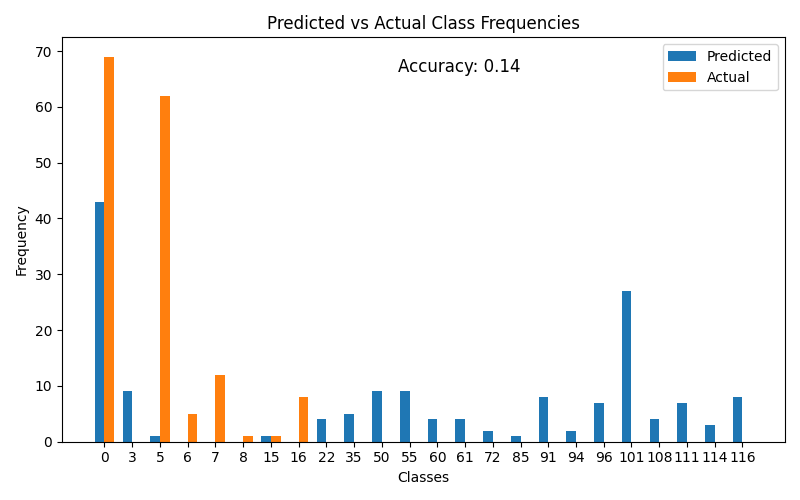 Predicted vs Actual Class Frequencies
Accuracy: 0.14
Predicted
Actual
Frequency
70
60
50
40
30
20
10
0
0 3 5 6 7 8 15 16 22 35 50 55 60 61 72 85 91 94 96 101 108 111 114 116
Classes